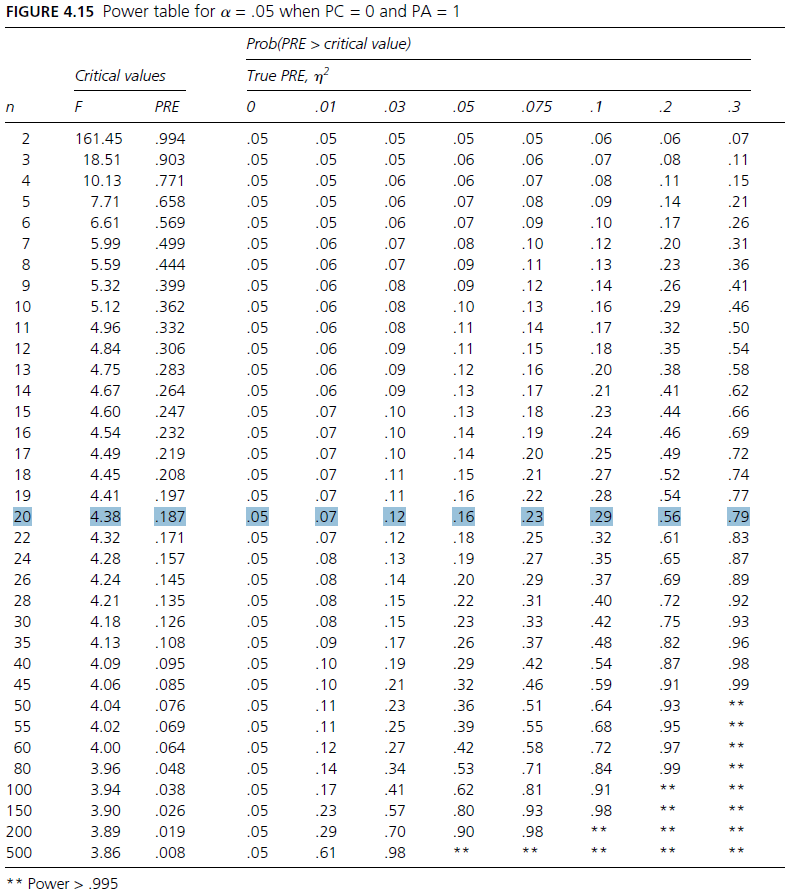 FIGURE 4.15 Power table for α = .05 when PC = 0 and PA = 1
Prob(PRE > critical value)
Critical values True PRE, η²
n F PRE 0 .01 .03 .05 .075 .1 .2 .3
2 161.45 .994 .05 .05 .05 .05 .05 .06 .06 .07
3 18.51 .903 .05 .05 .05 .06 .06 .07 .08 .11
4 10.13 .771 .05 .05 .06 .06 .07 .08 .11 .15
5 7.71 .658 .05 .05 .06 .07 .08 .09 .14 .21
6 6.61 .569 .05 .05 .06 .07 .09 .10 .17 .26
7 5.99 .499 .05 .06 .07 .08 .10 .12 .20 .31
8 5.59 .444 .05 .06 .07 .09 .11 .13 .23 .36
9 5.32 .399 .05 .06 .08 .09 .12 .14 .26 .41
10 5.12 .362 .05 .06 .08 .10 .13 .16 .29 .46
11 4.96 .332 .05 .06 .08 .11 .14 .17 .32 .50
12 4.84 .306 .05 .06 .09 .11 .15 .18 .35 .54
13 4.75 .283 .05 .06 .09 .12 .16 .20 .38 .58
14 4.67 .264 .05 .06 .09 .13 .17 .21 .41 .62
15 4.60 .247 .05 .07 .10 .13 .18 .23 .44 .66
16 4.54 .232 .05 .07 .10 .14 .19 .24 .46 .69
17 4.49 .219 .05 .07 .10 .14 .20 .25 .49 .72
18 4.45 .208 .05 .07 .11 .15 .21 .27 .52 .74
19 4.41 .197 .05 .07 .11 .16 .22 .28 .54 .77
20 4.38 .187 .05 .07 .12 .16 .23 .29 .56 .79
22 4.32 .171 .05 .07 .12 .18 .25 .32 .61 .83
24 4.28 .157 .05 .08 .13 .19 .27 .35 .65 .87
26 4.24 .145 .05 .08 .14 .20 .29 .37 .69 .89
28 4.21 .135 .05 .08 .15 .22 .31 .40 .72 .92
30 4.18 .126 .05 .08 .15 .23 .33 .42 .75 .93
35 4.13 .108 .05 .09 .17 .26 .37 .48 .82 .96
40 4.09 .095 .05 .10 .19 .29 .42 .54 .87 .98
45 4.06 .085 .05 .10 .21 .32 .46 .59 .91 .99
50 4.04 .076 .05 .11 .23 .36 .51 .64 .93 **
55 4.02 .069 .05 .11 .25 .39 .55 .68 .95 **
60 4.00 .064 .05 .12 .27 .42 .58 .72 .97 **
80 3.96 .048 .05 .14 .34 .53 .71 .84 .99 **
100 3.94 .038 .05 .17 .41 .62 .81 .91 ** **
150 3.90 .026 .05 .23 .57 .80 .93 .98 ** **
200 3.89 .019 .05 .29 .70 .90 .98 ** ** **
500 3.86 .008 .05 .61 .98 ** ** ** ** **
** Power > .995